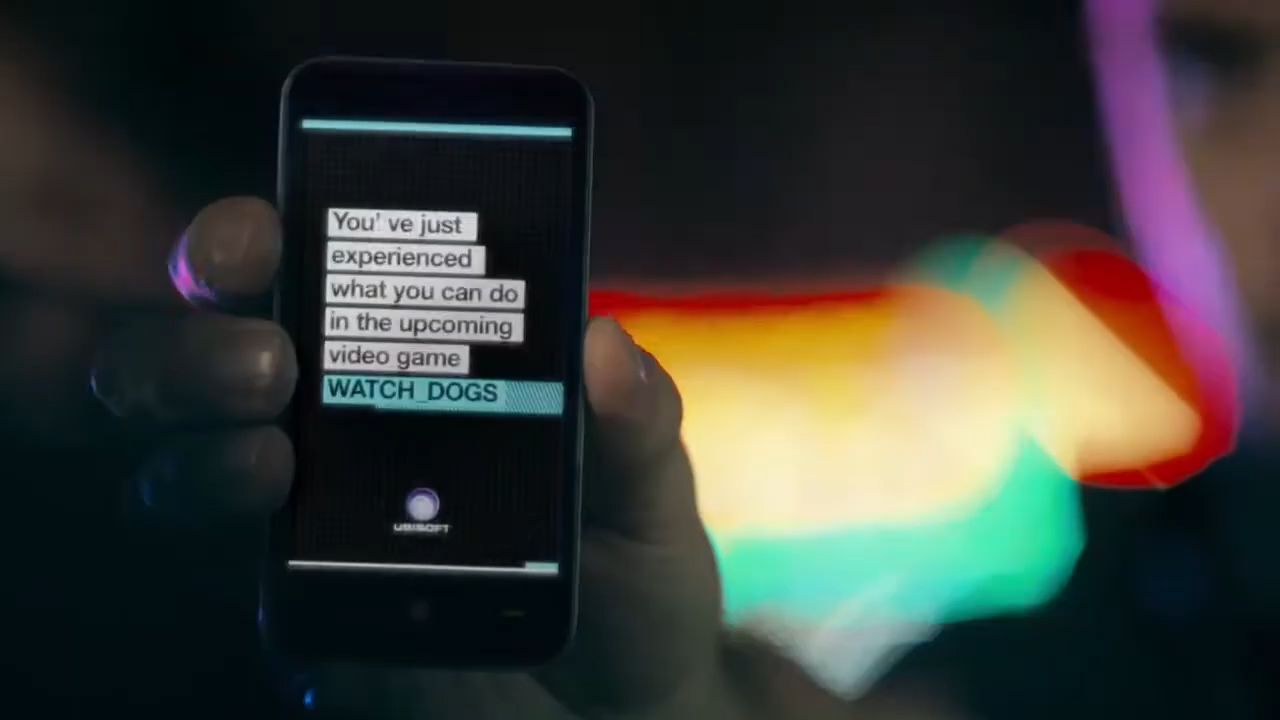 You' ve just
experienced
what you can do
in the upcoming
video game
WATCH_DOGS
UBISOFT